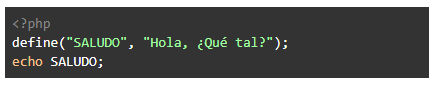 <?php
define("SALUDO", "Hola, ¿Qué tal?");
echo SALUDO;